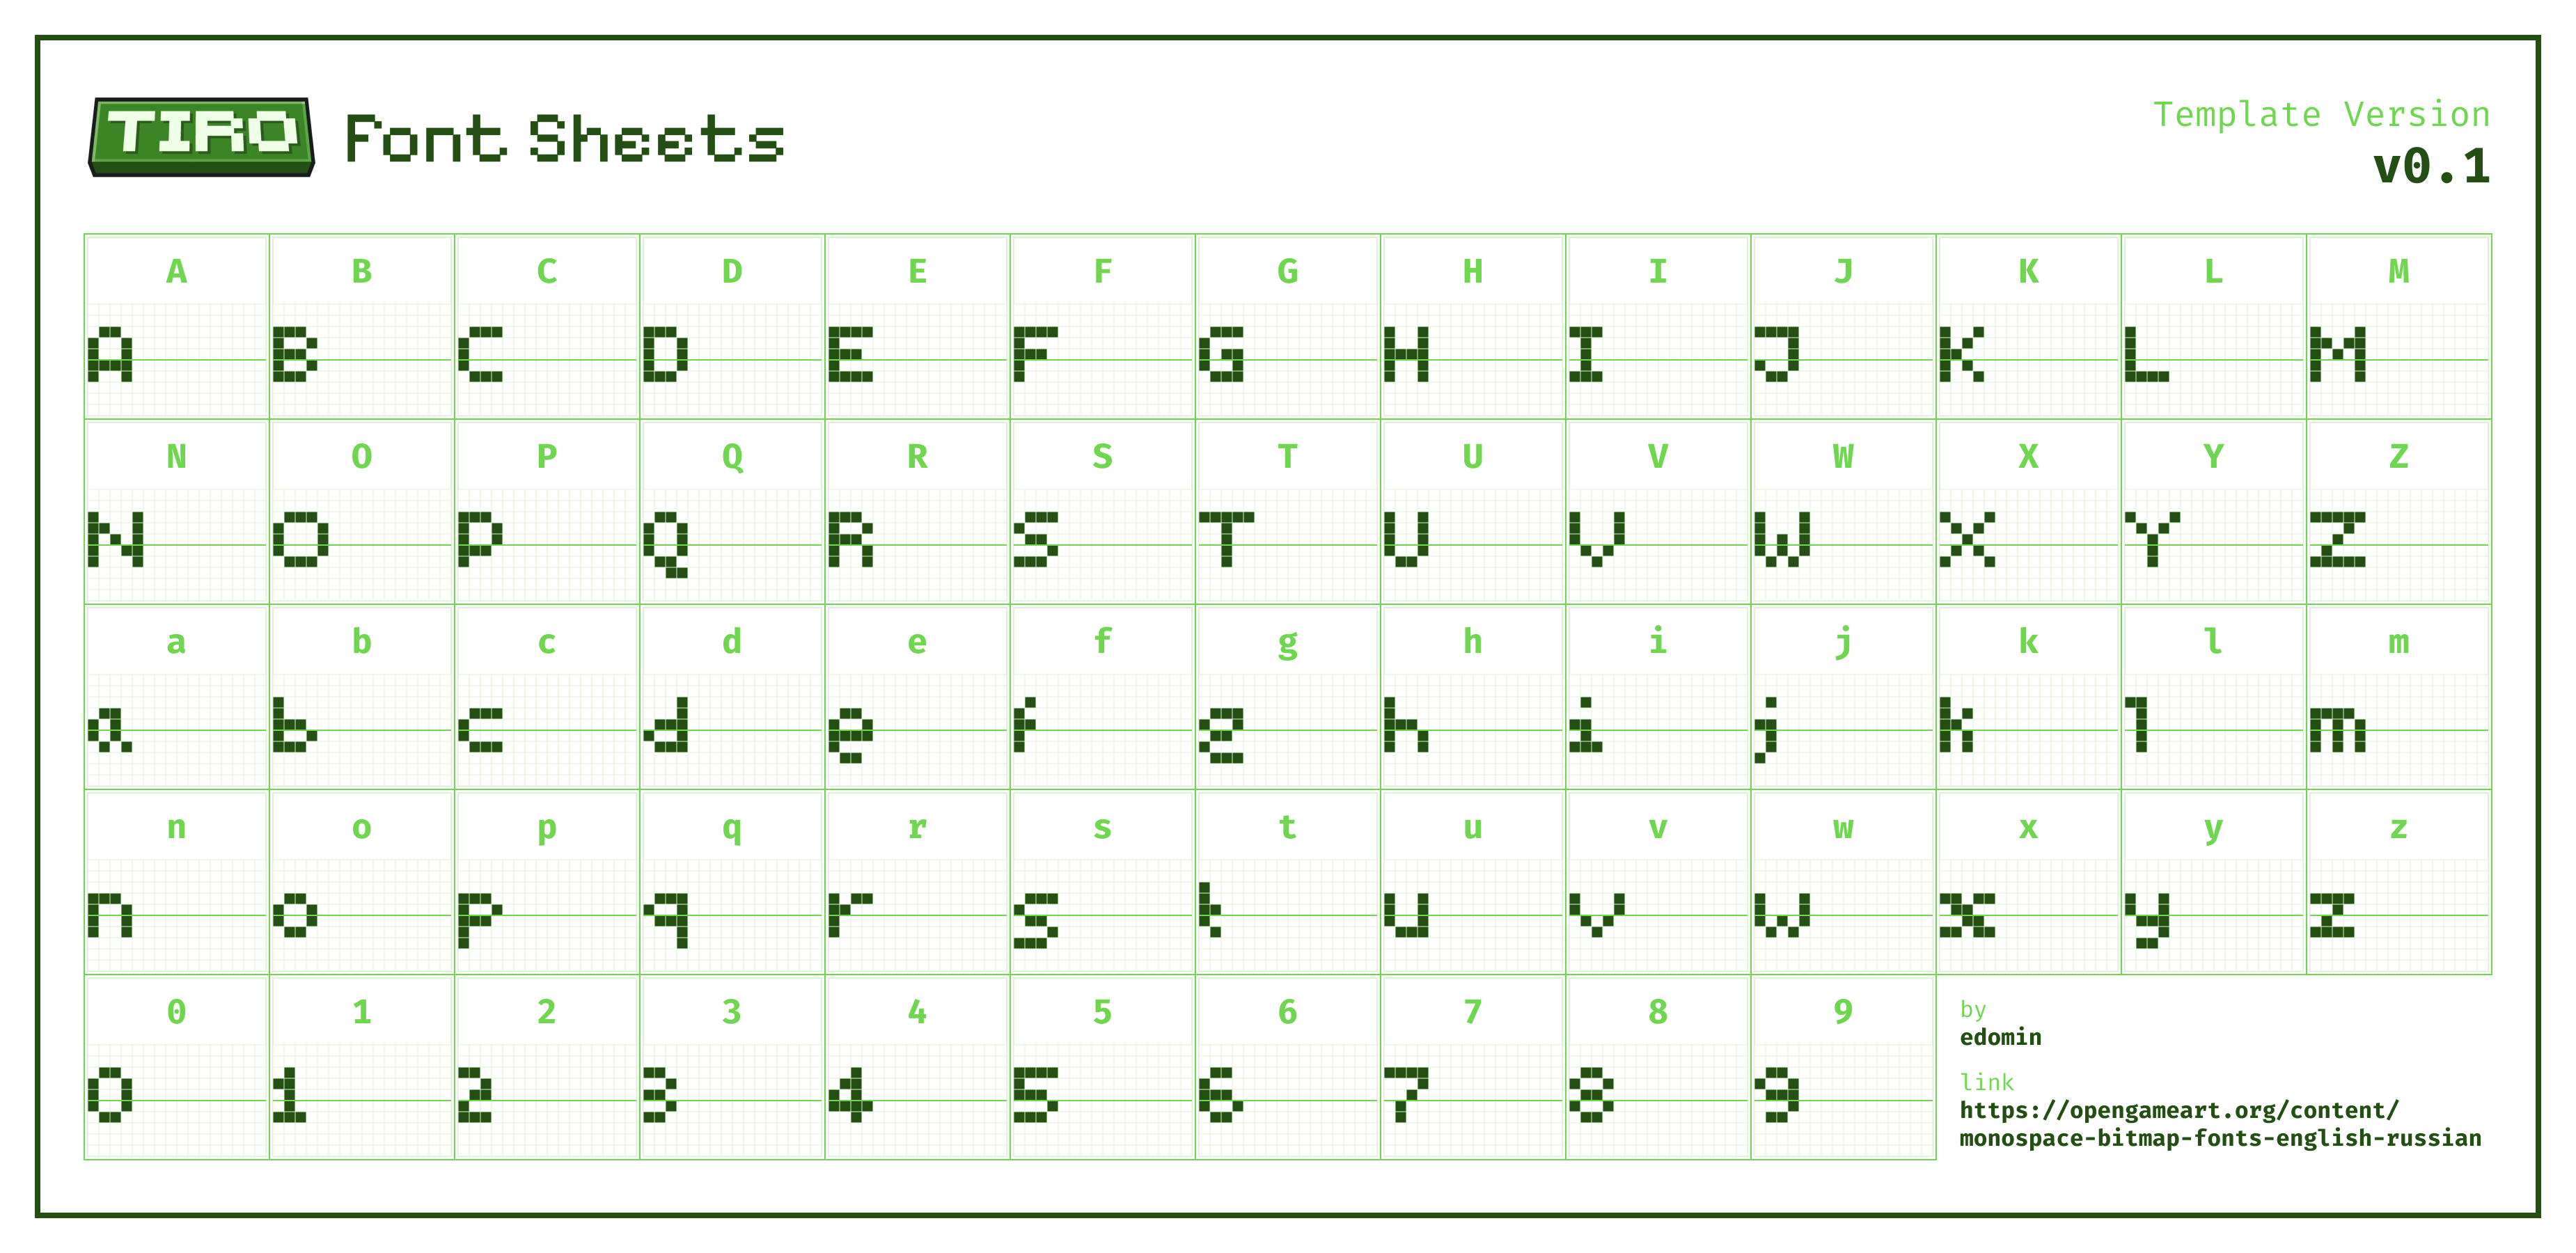 TIRO Font Sheets
Template Version
v0.1
A B C D E F G H I J K L M
A B C D E F G H I J K L M
N O P Q R S T U V W X Y Z
N O P Q R S T U V W X Y Z
a b c d e f g h i j k l m
a b c d e f g h i j k l m
n o p q r s t u v w x y z
n o p q r s t u v w x y z
0 1 2 3 4 5 6 7 8 9
0 1 2 3 4 5 6 7 8 9
by
edomin
link
https://opengameart.org/content/
monospace-bitmap-fonts-english-russian